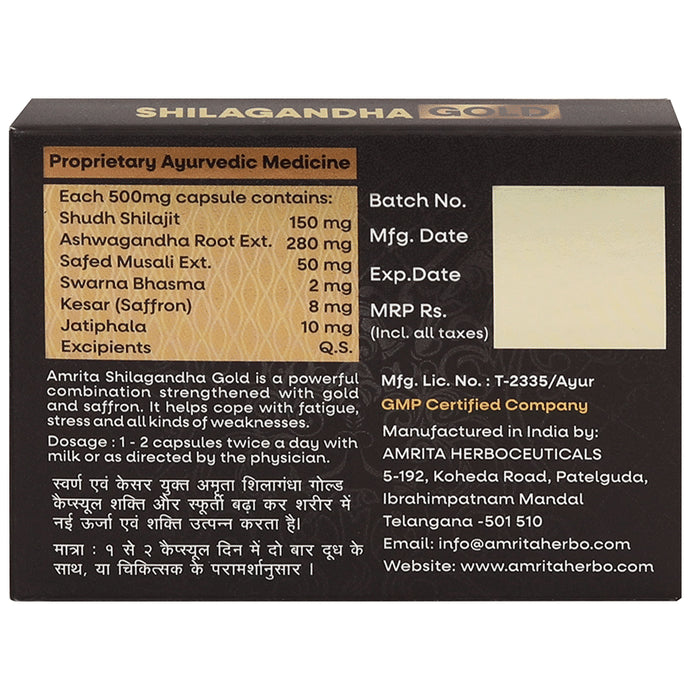 SHILAGANDHA GOLD
Proprietary Ayurvedic Medicine
Each 500mg capsule contains:
Shudh Shilajit 150 mg
Ashwagandha Root Ext. 280 mg
Safed Musali Ext. 50 mg
Swarna Bhasma 2 mg
Kesar (Saffron) 8 mg
Jatiphala 10 mg
Excipients Q.S.
Amrita Shilagandha Gold is a powerful
combination strengthened with gold
and saffron. It helps cope with fatigue,
stress and all kinds of weaknesses.
Dosage : 1 - 2 capsules twice a day with
milk or as directed by the physician.
स्वर्ण एवं केसर युक्त अमृता शिलागंधा गोल्ड
कैप्स्यूल शक्ति और स्फूर्ती बढ़ा कर शरीर में
नई ऊर्जा एवं शक्ति उत्पन्न करता है।
मात्रा : १ से २ कैप्स्यूल दिन में दो बार दूध के
साथ, या चिकित्सक के परामर्शानुसार ।
Batch No.
Mfg. Date
Exp.Date
MRP Rs.
(Incl. all taxes)
Mfg. Lic. No. : T-2335/Ayur
GMP Certified Company
Manufactured in India by:
AMRITA HERBOCEUTICALS
5-192, Koheda Road, Patelguda,
Ibrahimpatnam Mandal
Telangana -501 510
Email: info@amritaherbo.com
Website: www.amritaherbo.com